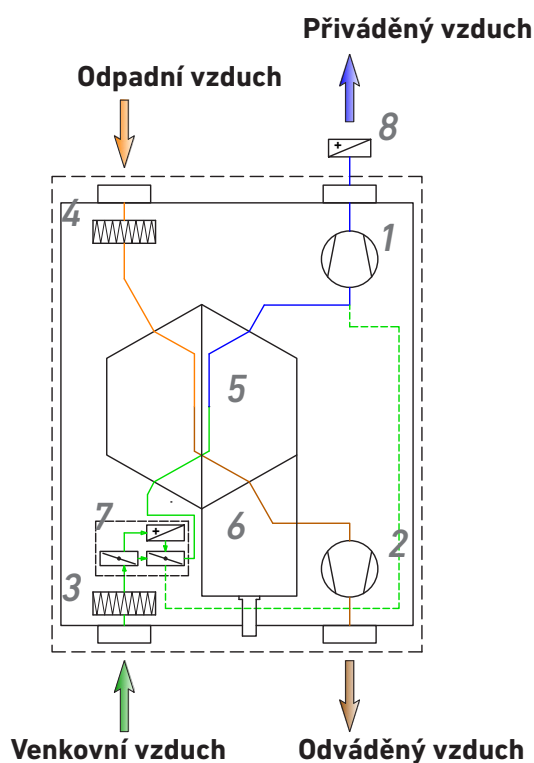 Přiváděný vzduch
Odpadní vzduch
8
+
4
1
5
7
6
+
2
3
Venkovní vzduch
Odváděný vzduch